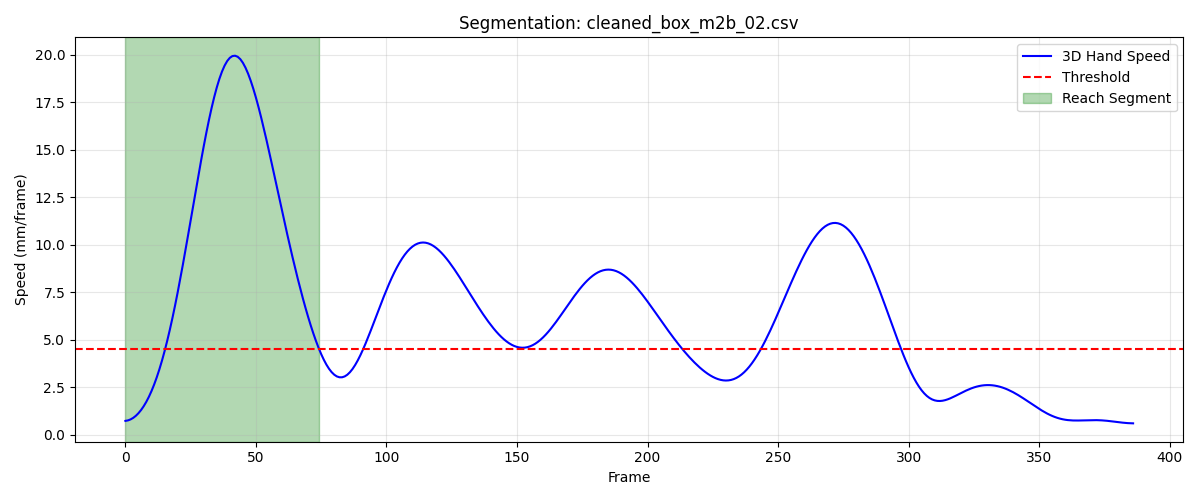 Segmentation: cleaned_box_m2b_02.csv
3D Hand Speed
Threshold
Reach Segment
Speed (mm/frame)
20.0
17.5
15.0
12.5
10.0
7.5
5.0
2.5
0.0
0 50 100 150 200 250 300 350 400
Frame